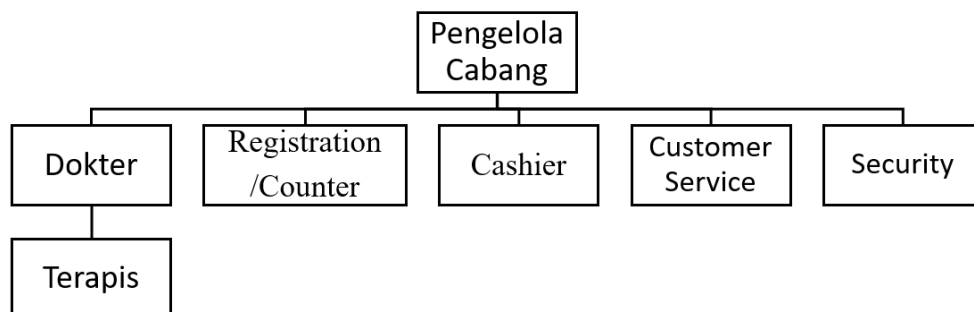 Pengelola
Cabang
Dokter
Registration
/Counter
Cashier
Customer
Service
Security
Terapis